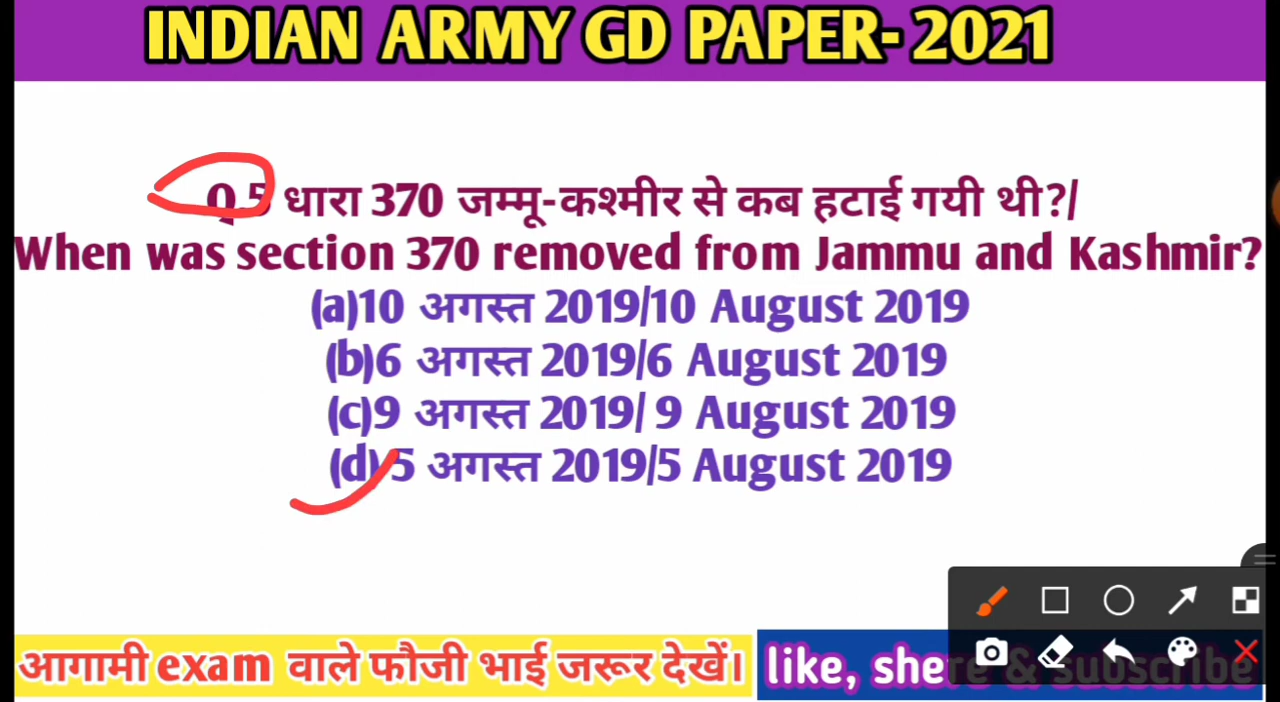 INDIAN ARMY GD PAPER- 2021
Q.5 धारा 370 जम्मू-कश्मीर से कब हटाई गयी थी?/
When was section 370 removed from Jammu and Kashmir?
(a)10 अगस्त 2019/10 August 2019
(b)6 अगस्त 2019/6 August 2019
(c)9 अगस्त 2019/ 9 August 2019
(d) 5 अगस्त 2019/5 August 2019
आगामी exam वाले फौजी भाई जरूर देखें।
like, shere & subscribe